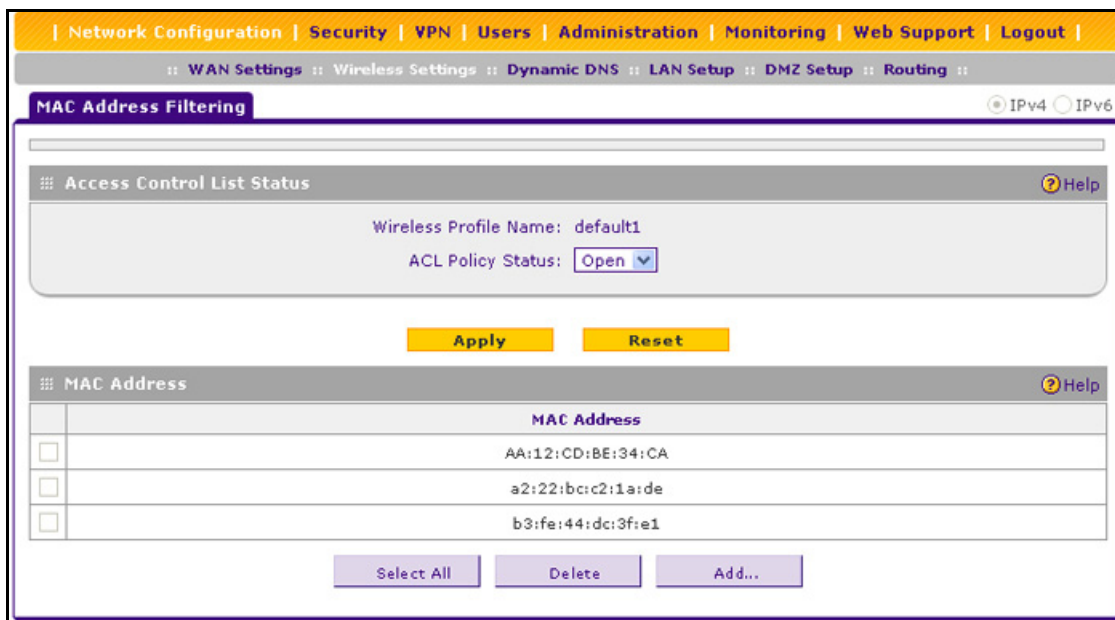 | Network Configuration | Security | VPN | Users | Administration | Monitoring | Web Support | Logout |
:: WAN Settings :: Wireless Settings :: Dynamic DNS :: LAN Setup :: DMZ Setup :: Routing ::
MAC Address Filtering IPv4 IPv6
Access Control List Status ? Help
Wireless Profile Name: default1
ACL Policy Status: Open
Apply Reset
MAC Address ? Help
MAC Address
AA:12:CD:BE:34:CA
a2:22:bc:c2:1a:de
b3:fe:44:dc:3f:e1
Select All Delete Add...